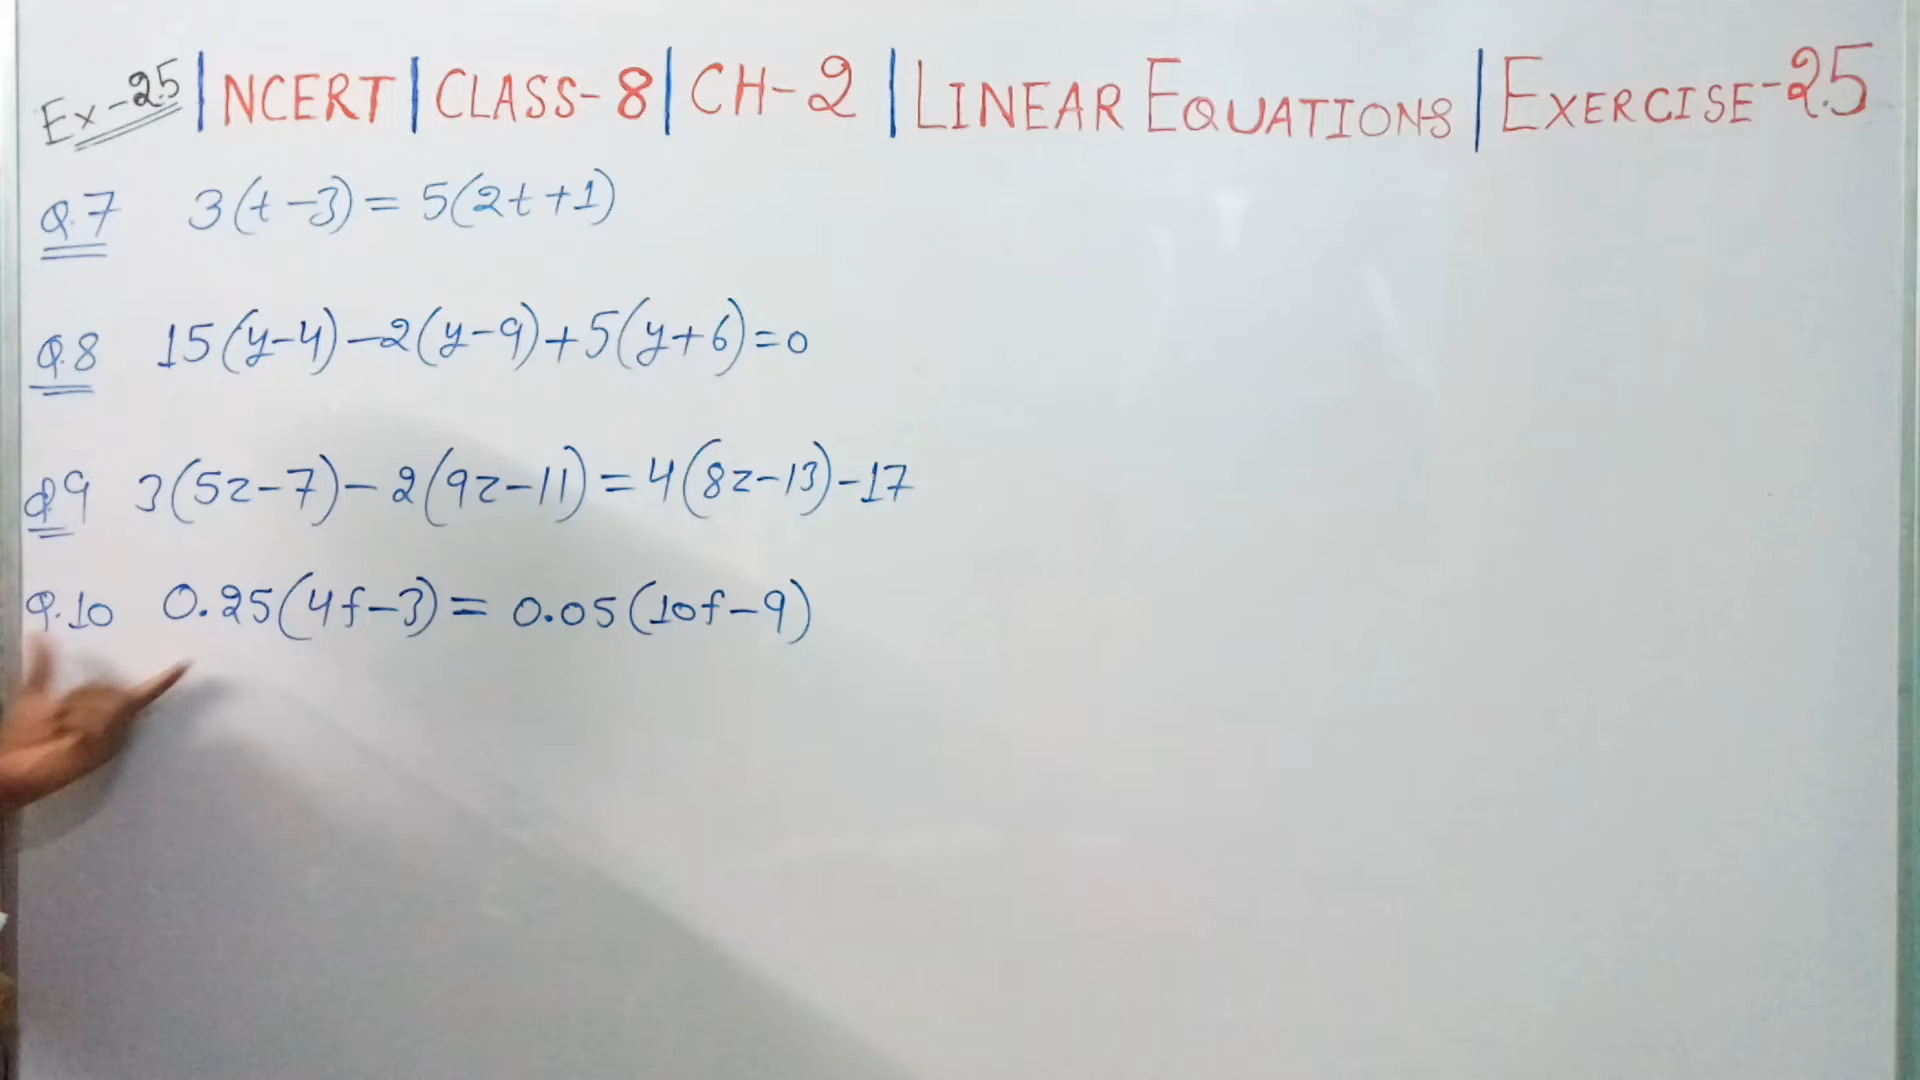 Ex-2.5 | NCERT | CLASS-8 | CH-2 | LINEAR EQUATIONS | EXERCISE-2.5
Q.7 3(t-3)=5(2t+1)
Q.8 15(y-4)-2(y-9)+5(y+6)=0
Q9 3(5z-7)-2(9z-11)=4(8z-13)-17
Q.10 0.25(4f-3)=0.05(10f-9)